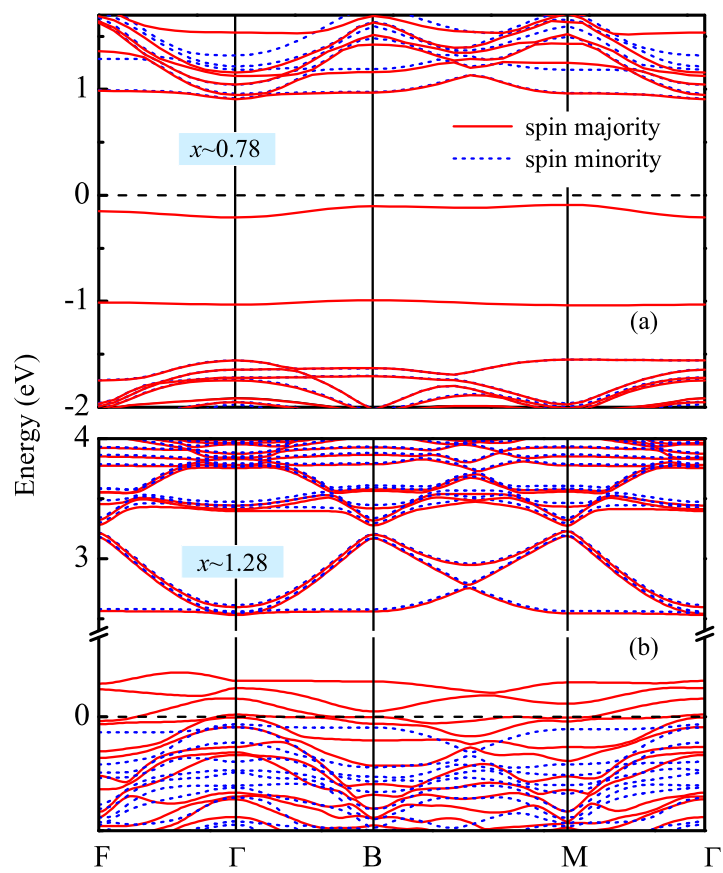 1
x~0.78
spin majority
spin minority
0
-1
(a)
-2
Energy (eV)
4
3
x~1.28
(b)
0
F Γ B M Γ